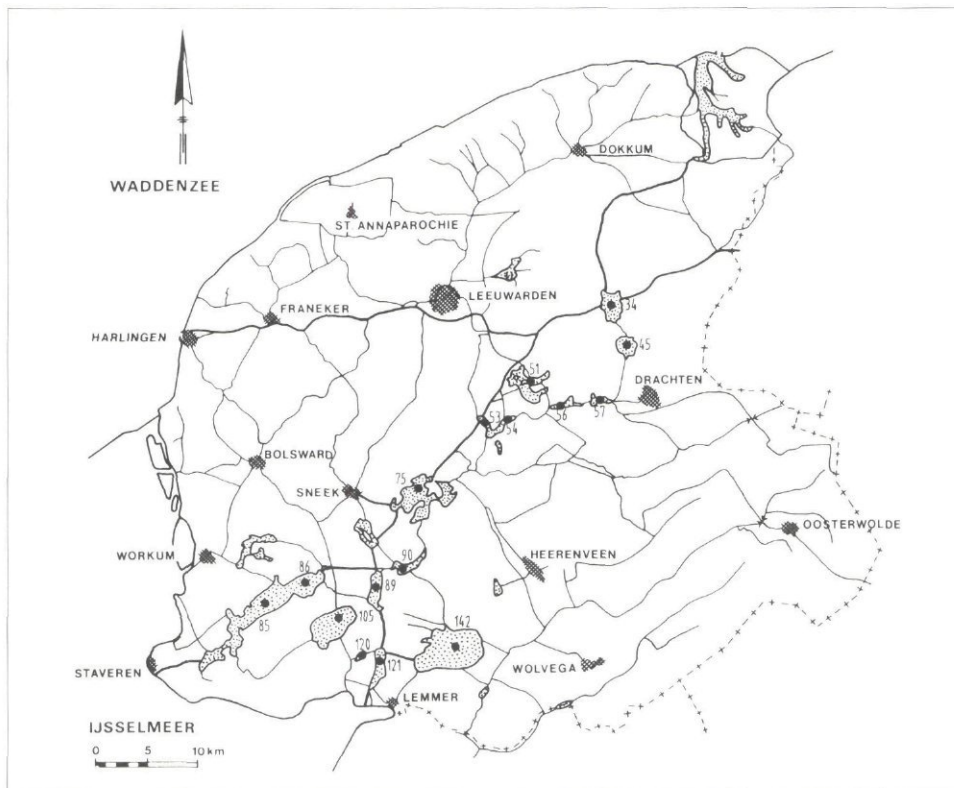 DOKKUM
WADDENZEE
ST. ANNAPAROCHIE
LEEUWARDEN
FRANEKER
34
HARLINGEN
45
51
DRACHTEN
56
57
53
54
BOLSWARD
75
SNEEK
OOSTERWOLDE
WORKUM
90
HEERENVEEN
86
89
85
105
142
120
121
STAVEREN
WOLVEGA
LEMMER
IJSSELMEER
0 5 10 km